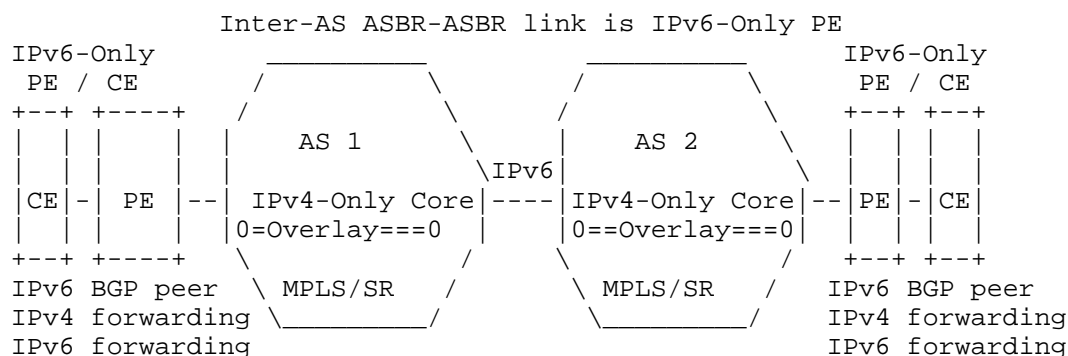 Inter-AS ASBR-ASBR link is IPv6-Only PE
IPv6-Only IPv6-Only
PE / CE PE / CE
AS 1 AS 2
IPv6
CE - PE -- IPv4-Only Core ---- IPv4-Only Core -- PE - CE
0=Overlay===0 0==Overlay===0
IPv6 BGP peer MPLS/SR MPLS/SR IPv6 BGP peer
IPv4 forwarding IPv4 forwarding
IPv6 forwarding IPv6 forwarding